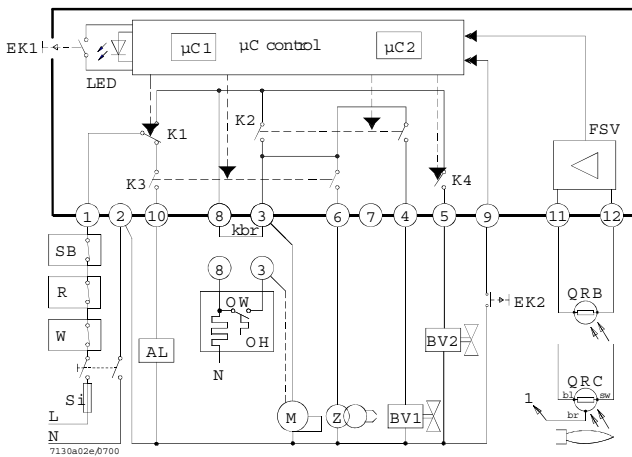 EK1
LED
µC1
µC control
µC2
FSV
K1
K2
K3
K4
1
2
10
8
3
6
7
4
5
9
11
12
kbr
SB
R
W
Si
L
N
7130a02e/0700
AL
8
3
OW
OH
N
M
Z
BV1
BV2
EK2
QRB
QRC
bl
sw
br
1